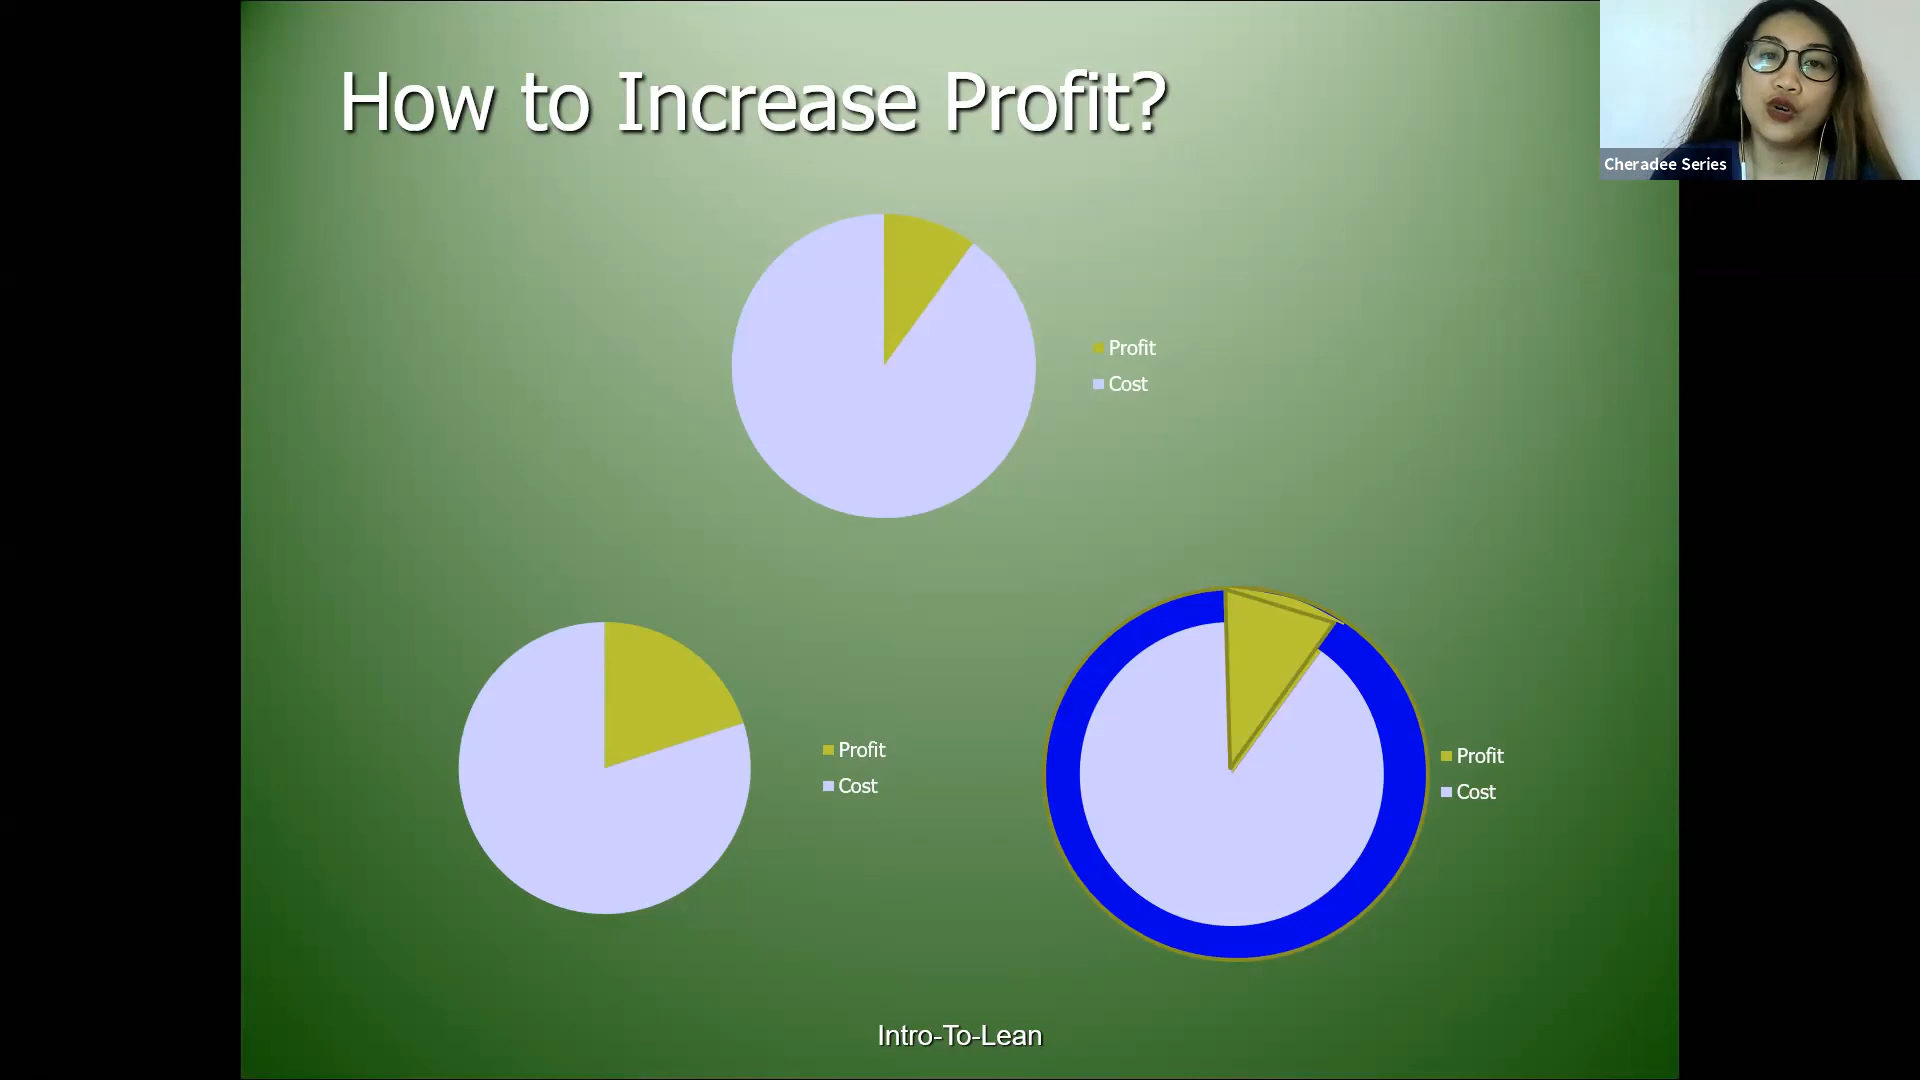 How to Increase Profit?
Cheradee Series
Profit
Cost
Profit
Cost
Profit
Cost
Intro-To-Lean